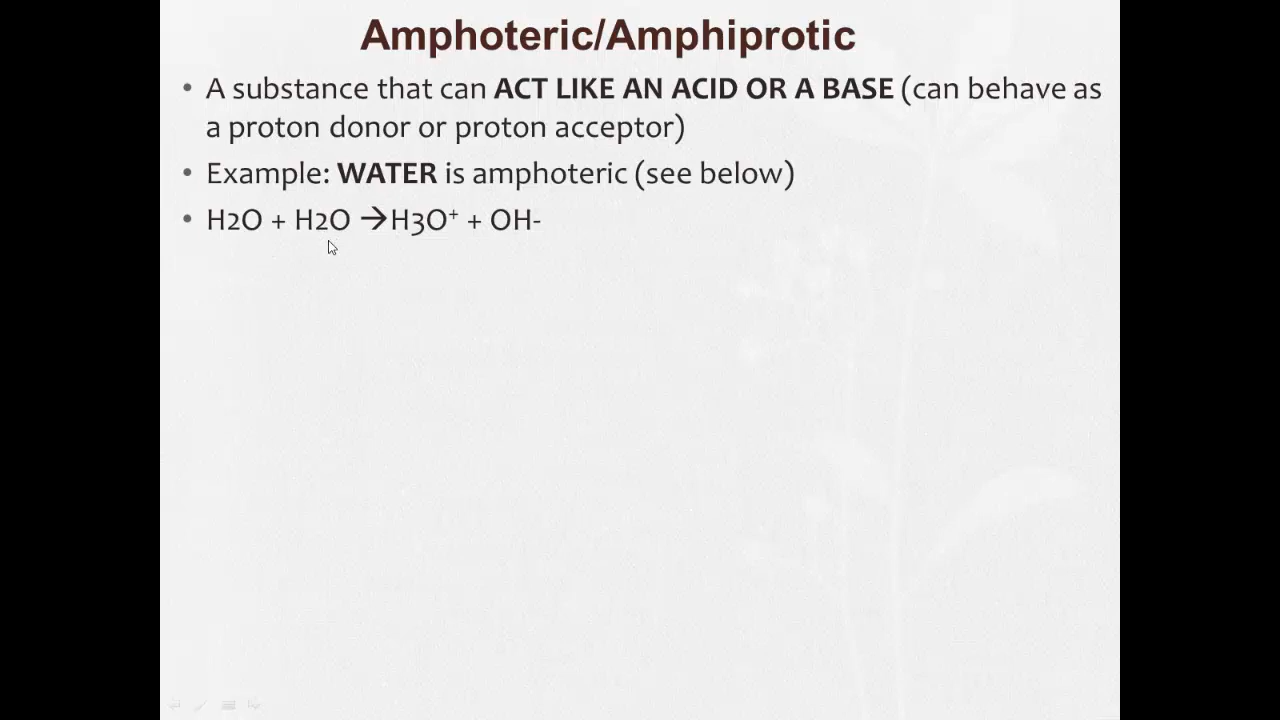 Amphoteric/Amphiprotic
• A substance that can ACT LIKE AN ACID OR A BASE (can behave as
a proton donor or proton acceptor)
• Example: WATER is amphoteric (see below)
• H2O + H2O →H3O⁺ + OH-